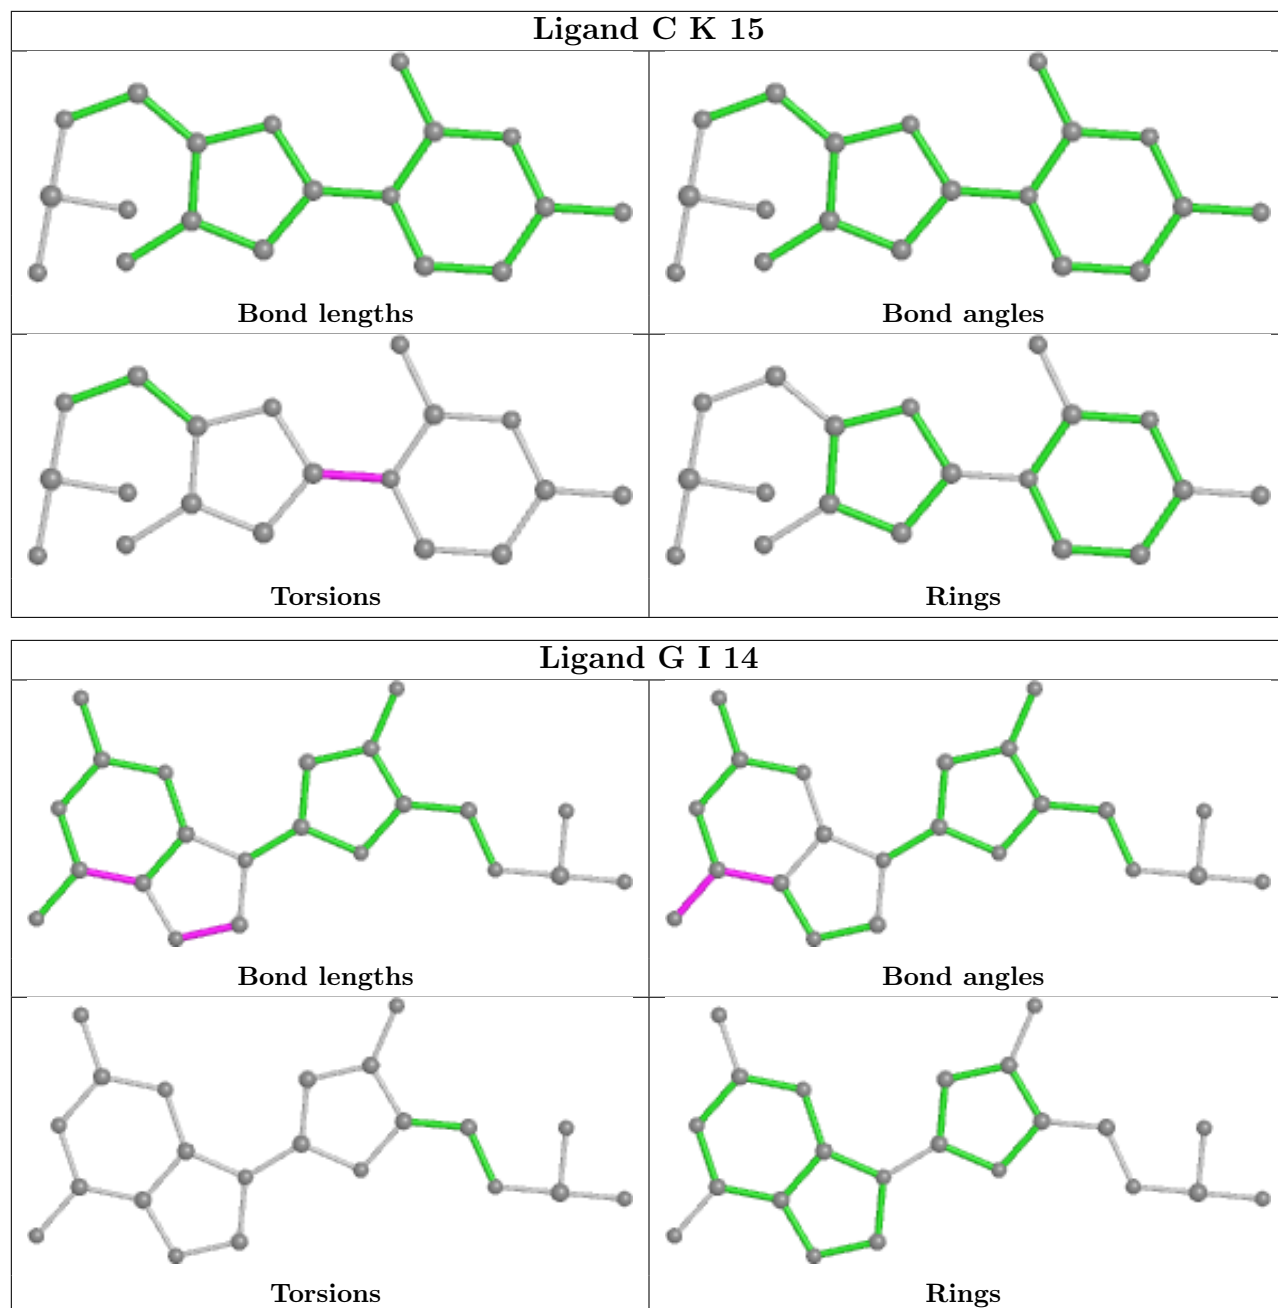 Ligand C K 15
Bond lengths
Bond angles
Torsions
Rings
Ligand G I 14
Bond lengths
Bond angles
Torsions
Rings